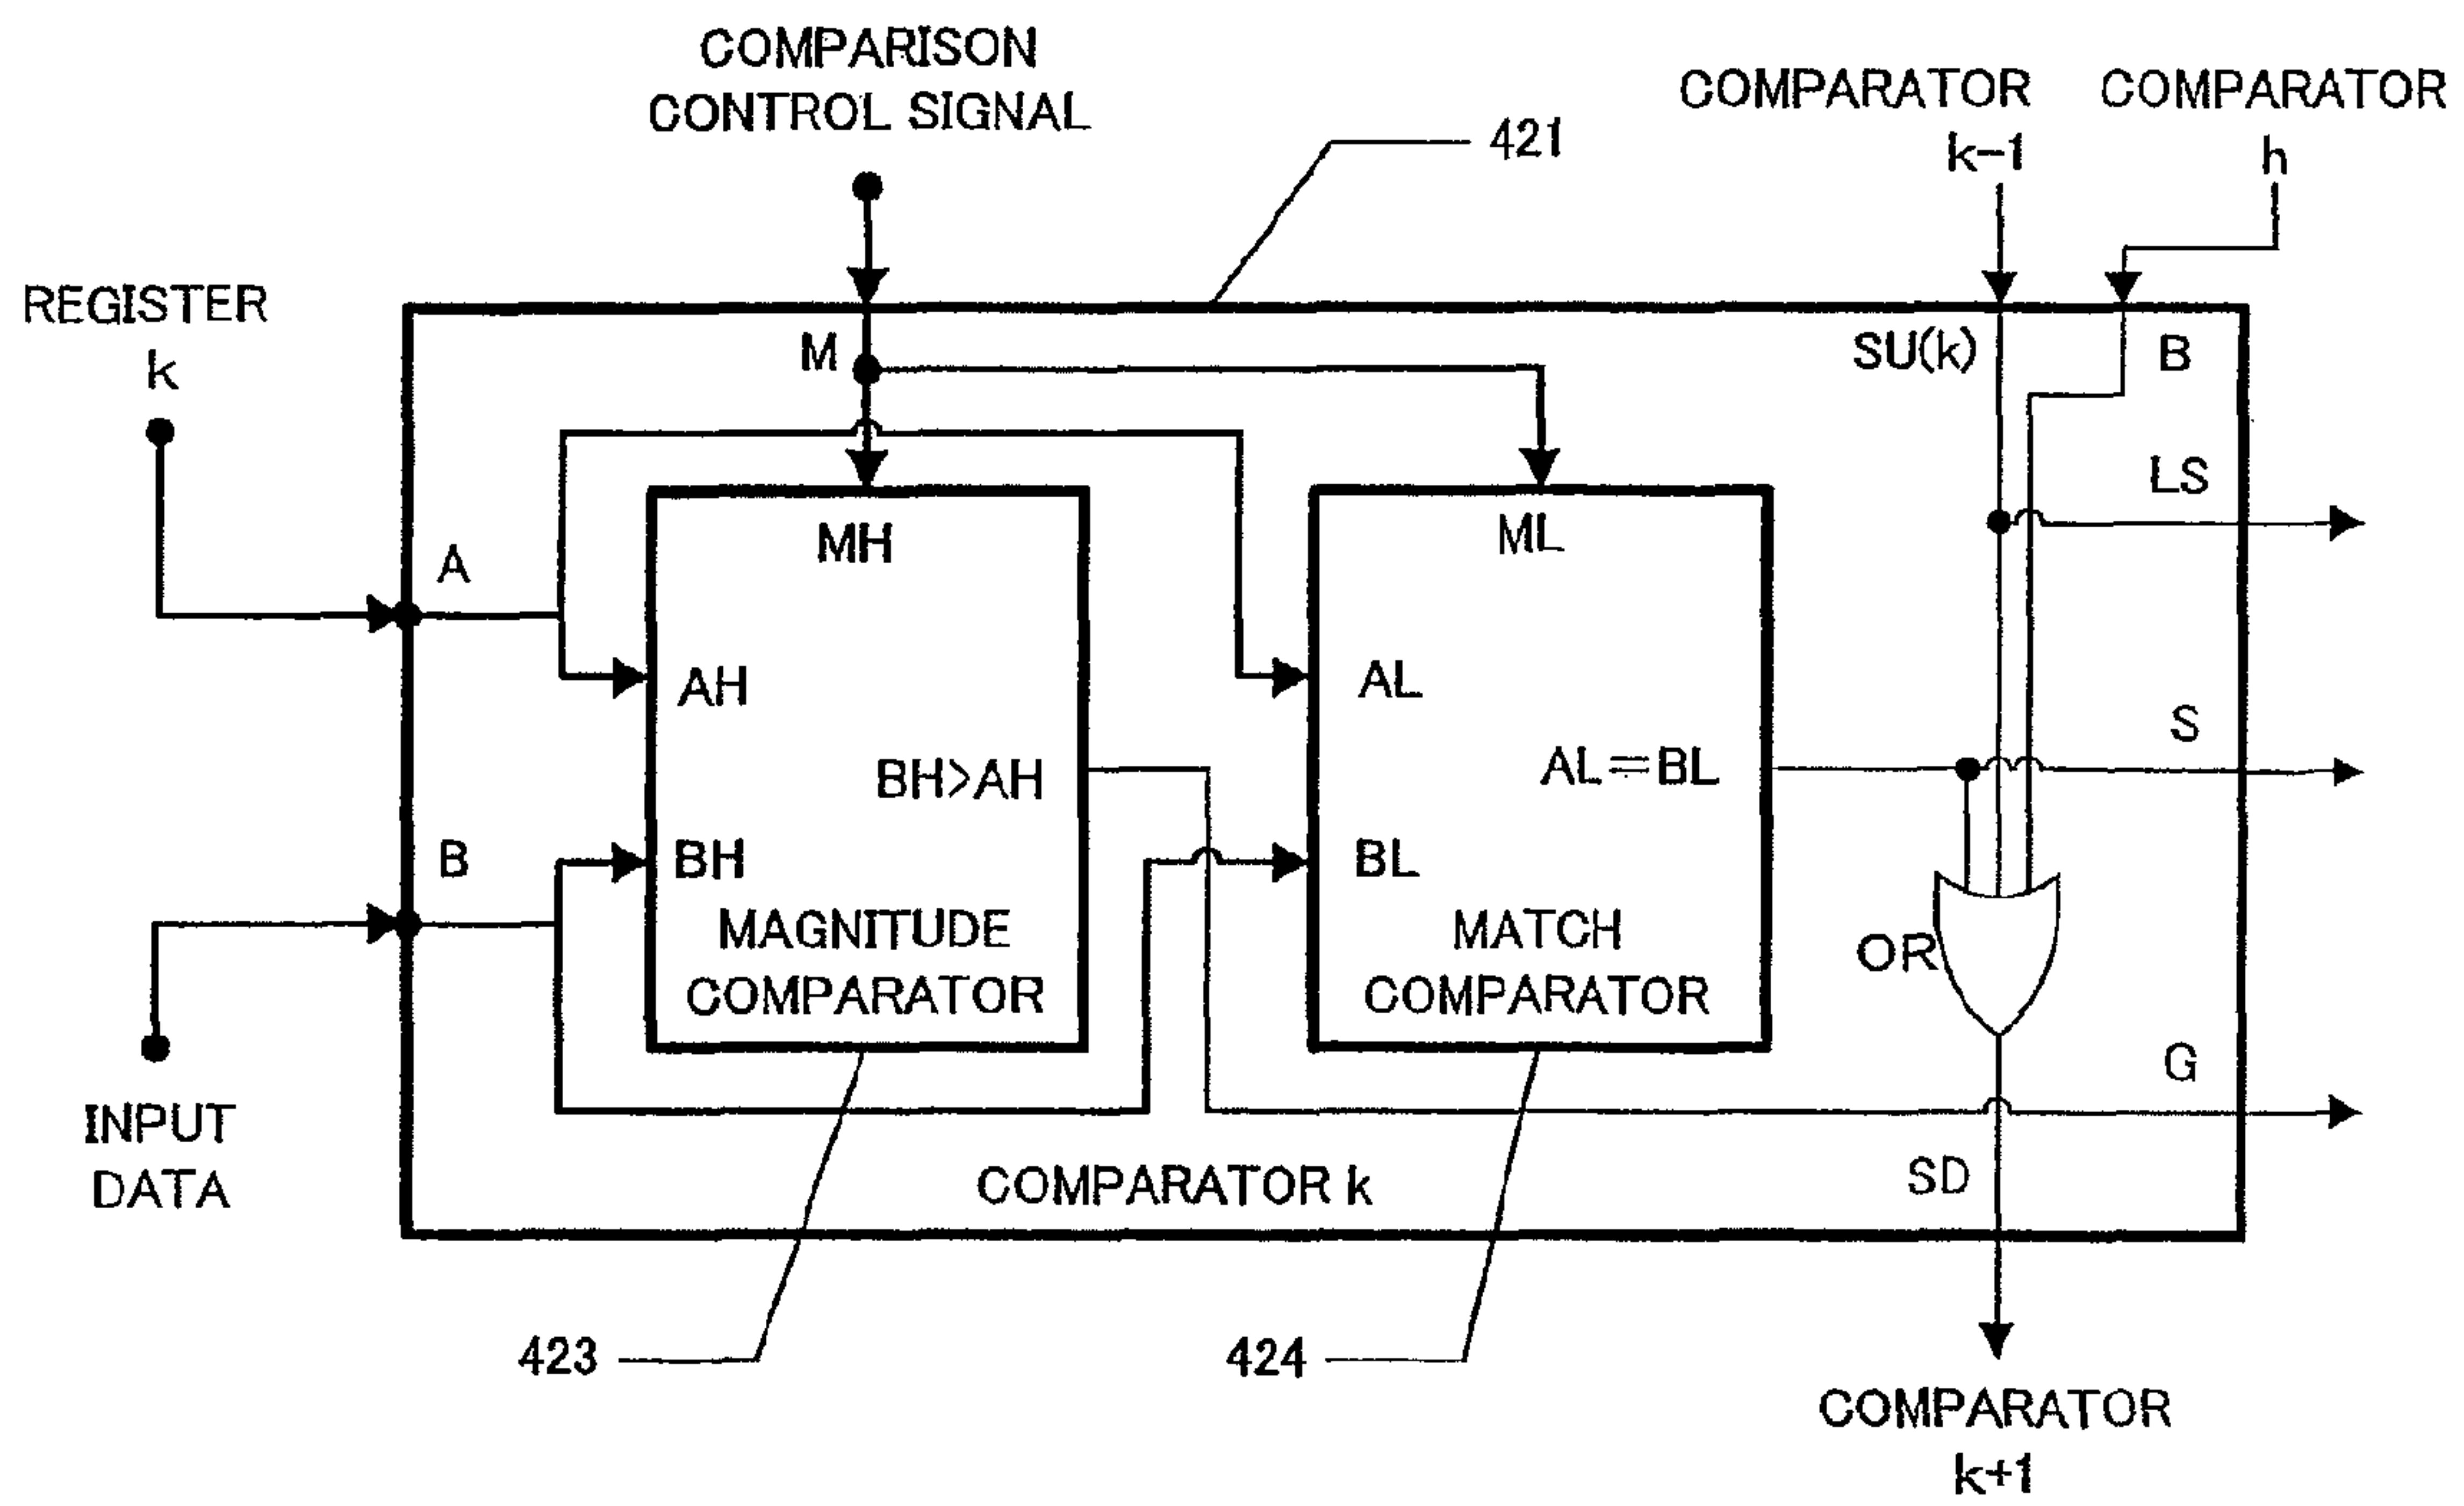 COMPARISON
CONTROL SIGNAL
COMPARATOR
k-1
COMPARATOR
h
421
REGISTER
k
M
SU(k)
B
LS
A
MH
ML
AH
AL
S
BH>AH
AL=BL
B
BH
BL
MAGNITUDE
COMPARATOR
MATCH
COMPARATOR
OR
G
INPUT
DATA
COMPARATOR k
SD
423
424
COMPARATOR
k+1